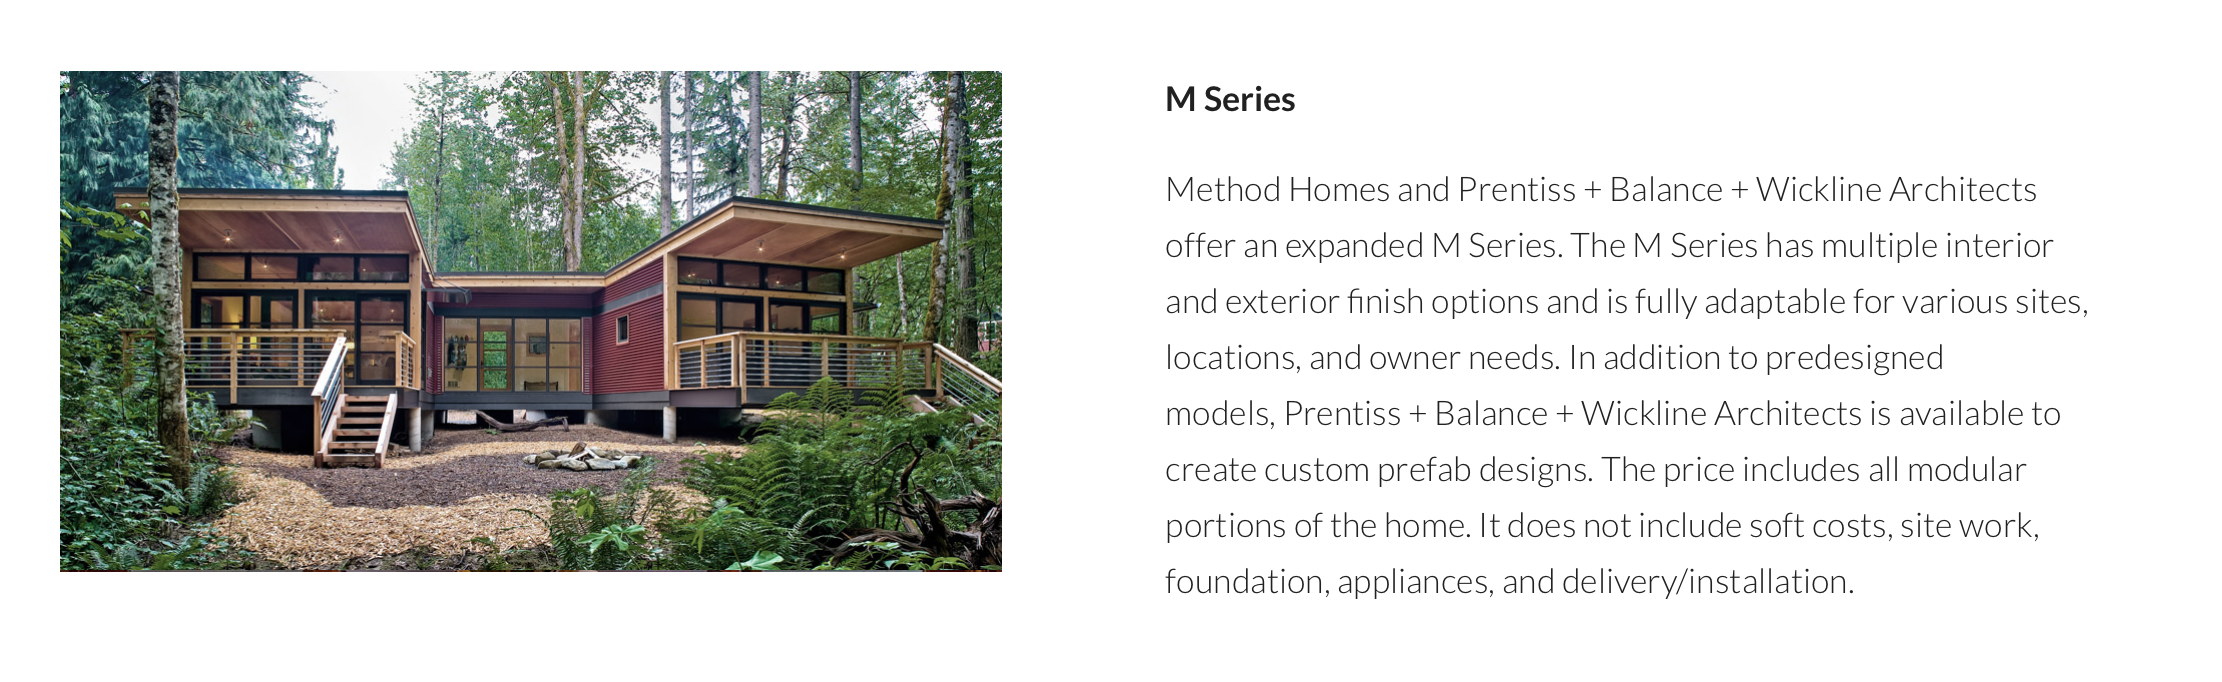 M Series
Method Homes and Prentiss + Balance + Wickline Architects
offer an expanded M Series. The M Series has multiple interior
and exterior finish options and is fully adaptable for various sites,
locations, and owner needs. In addition to predesigned
models, Prentiss + Balance + Wickline Architects is available to
create custom prefab designs. The price includes all modular
portions of the home. It does not include soft costs, site work,
foundation, appliances, and delivery/installation.